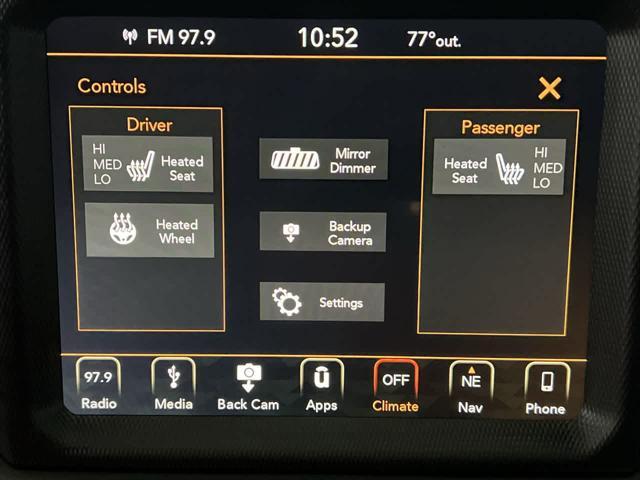 FM 97.9 10:52 77°out.
Controls
Driver
HI
MED
LO
Heated
Seat
Heated
Wheel
Mirror
Dimmer
Backup
Camera
Settings
Passenger
Heated
Seat
HI
MED
LO
97.9 OFF NE
Radio Media Back Cam Apps Climate Nav Phone